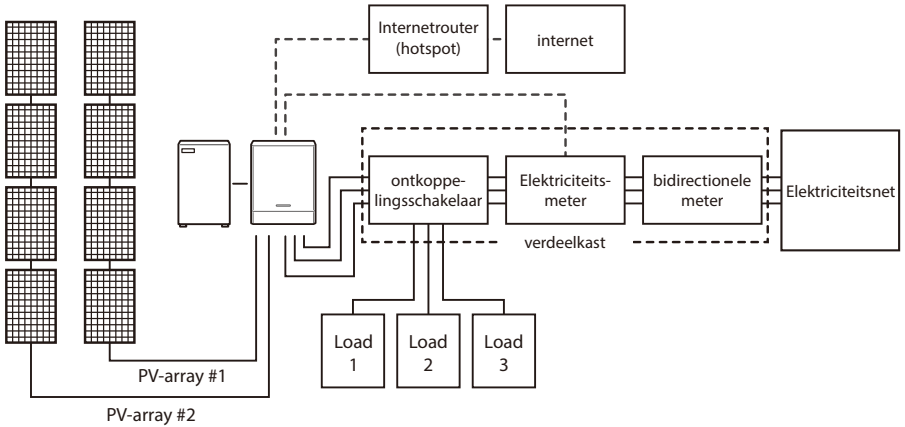 Internetrouter
(hotspot)
internet
ontkoppe-
lingsschakelaar
Elektriciteits-
meter
bidirectionele
meter
Elektriciteitsnet
verdeelkast
Load
1
Load
2
Load
3
PV-array #1
PV-array #2